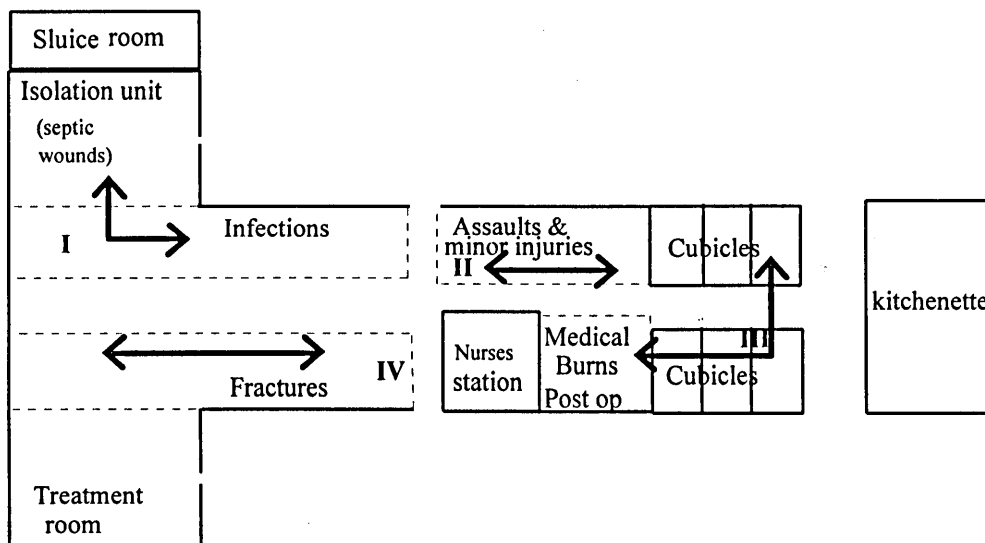 Sluice room
Isolation unit
(septic
wounds)
I
Infections
Assaults &
minor injuries
II
Cubicles
kitchenette
III
Fractures
IV
Nurses
station
Medical
Burns
Post op
Cubicles
Treatment
room